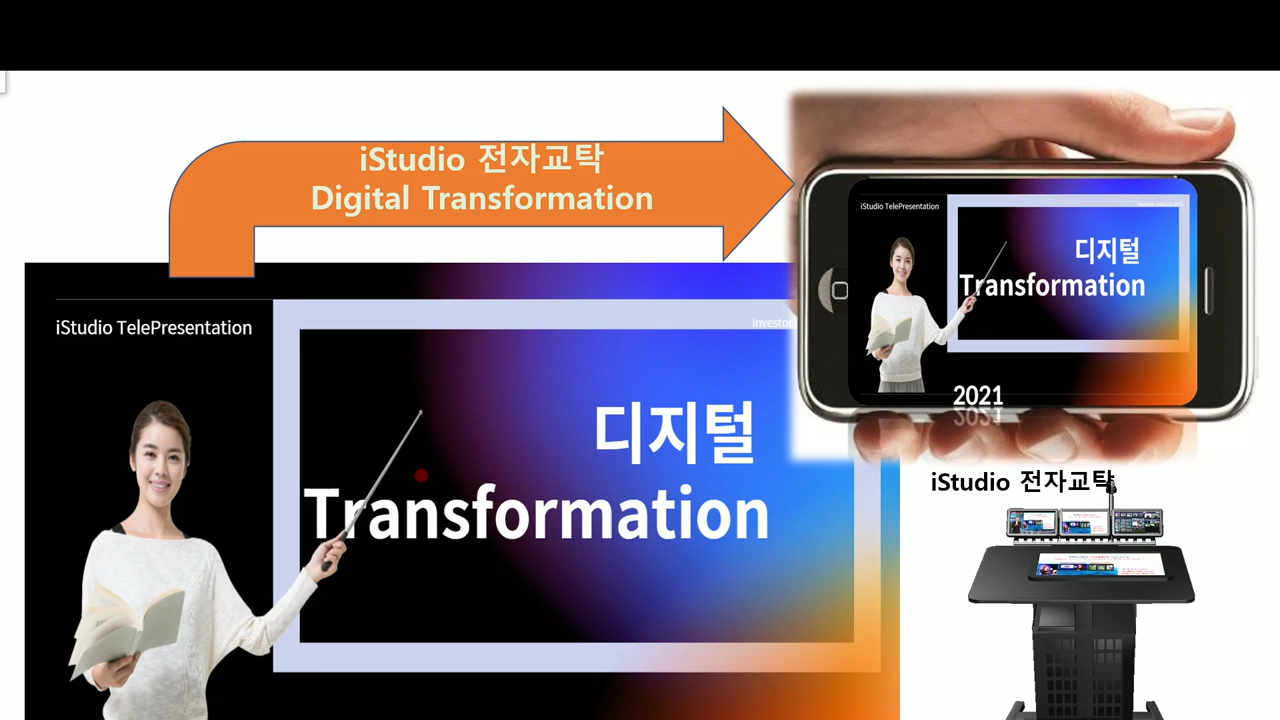 iStudio 전자교탁
Digital Transformation
iStudio TelePresentation
investor
디지털
Transformation
iStudio TelePresentation
디지털
Transformation
2021
iStudio 전자교탁